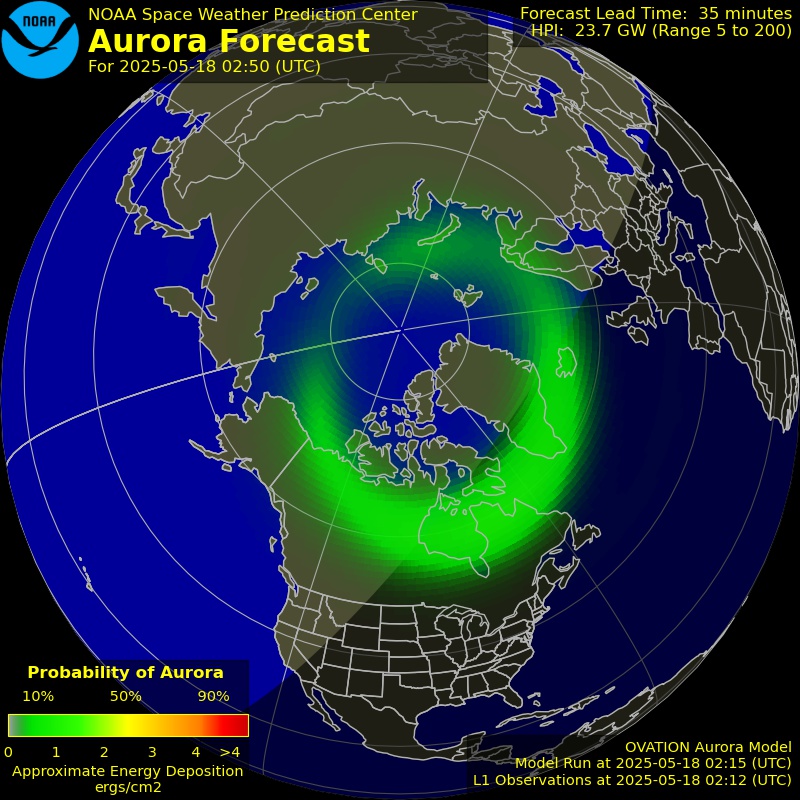 NOAA
NOAA Space Weather Prediction Center
Aurora Forecast
For 2025-05-18 02:50 (UTC)
Forecast Lead Time: 35 minutes
HPI: 23.7 GW (Range 5 to 200)
Probability of Aurora
10% 50% 90%
0 1 2 3 4 >4
Approximate Energy Deposition
ergs/cm2
OVATION Aurora Model
Model Run at 2025-05-18 02:15 (UTC)
L1 Observations at 2025-05-18 02:12 (UTC)